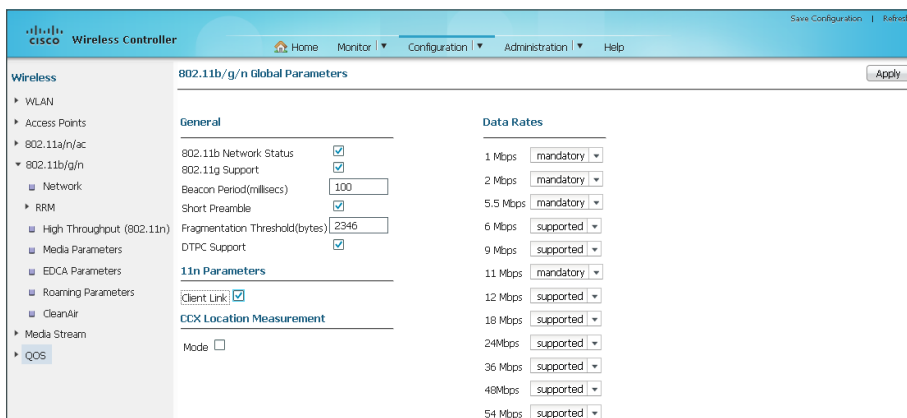 Save Configuration | Refresh
CISCO Wireless Controller
Home Monitor Configuration Administration Help
Wireless
WLAN
Access Points
802.11a/n/ac
802.11b/g/n
Network
RRM
High Throughput (802.11n)
Media Parameters
EDCA Parameters
Roaming Parameters
CleanAir
Media Stream
QOS
802.11b/g/n Global Parameters
Apply
General
802.11b Network Status
802.11g Support
Beacon Period(millisecs) 100
Short Preamble
Fragmentation Threshold(bytes) 2346
DTPC Support
11n Parameters
Client Link
CCX Location Measurement
Mode
Data Rates
1 Mbps mandatory
2 Mbps mandatory
5.5 Mbps mandatory
6 Mbps supported
9 Mbps supported
11 Mbps mandatory
12 Mbps supported
18 Mbps supported
24Mbps supported
36 Mbps supported
48Mbps supported
54 Mbps supported